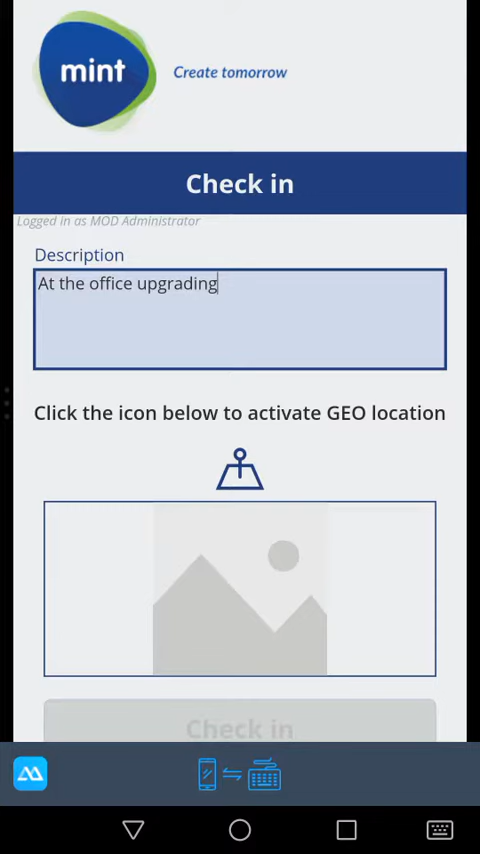 mint
Create tomorrow
Check in
Logged in as MOD Administrator
Description
At the office upgrading
Click the icon below to activate GEO location
Check in